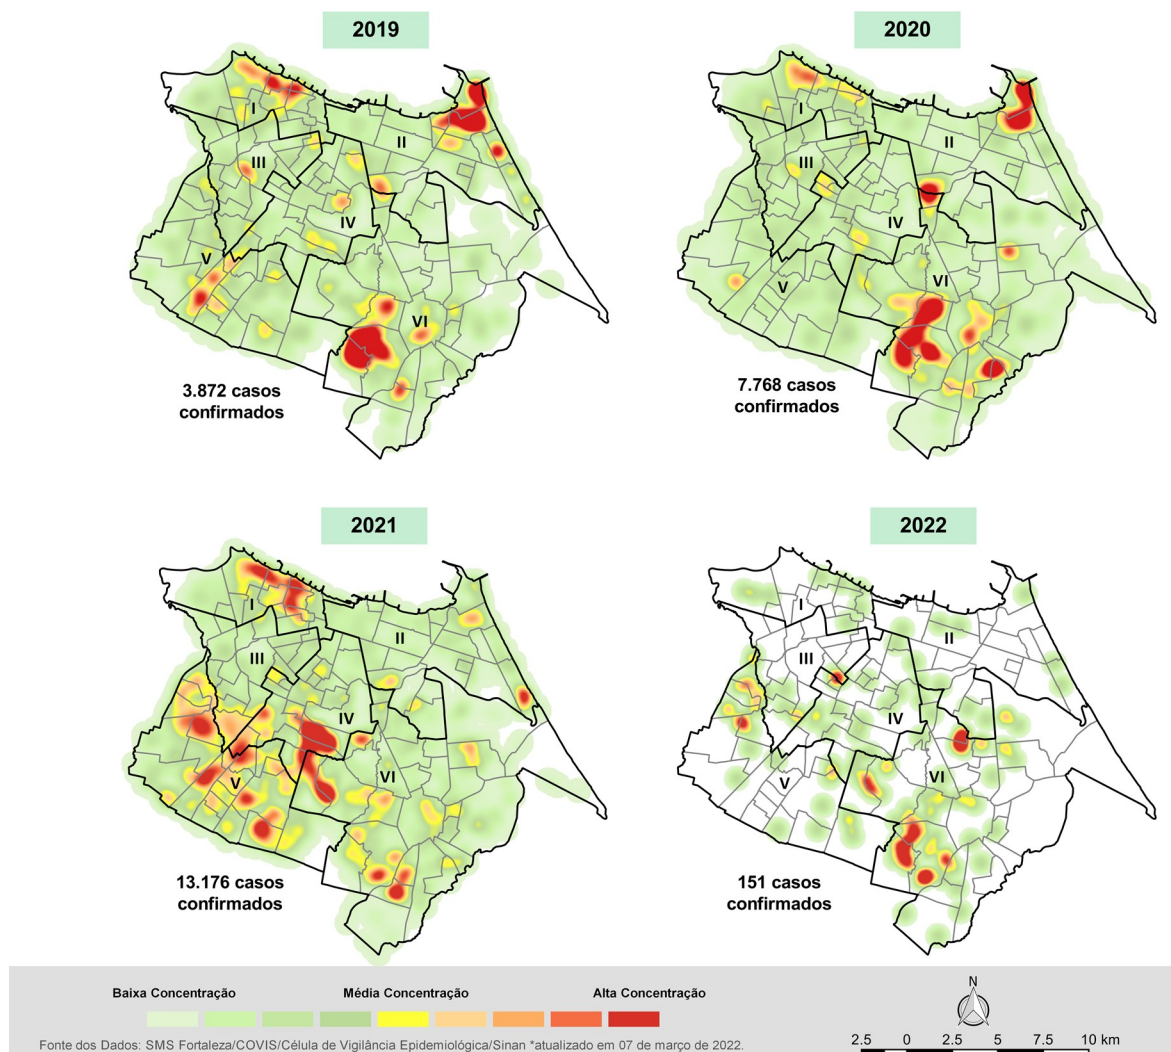 2019
2020
I
II
III
IV
V
VI
3.872 casos
confirmados
I
II
III
IV
V
VI
7.768 casos
confirmados
2021
2022
I
II
III
IV
V
VI
13.176 casos
confirmados
I
II
III
IV
V
VI
151 casos
confirmados
Baixa Concentração
Média Concentração
Alta Concentração
Fonte dos Dados: SMS Fortaleza/COVIS/Célula de Vigilância Epidemiológica/Sinan *atualizado em 07 de março de 2022.
N
2.5 0 2.5 5 7.5 10 km